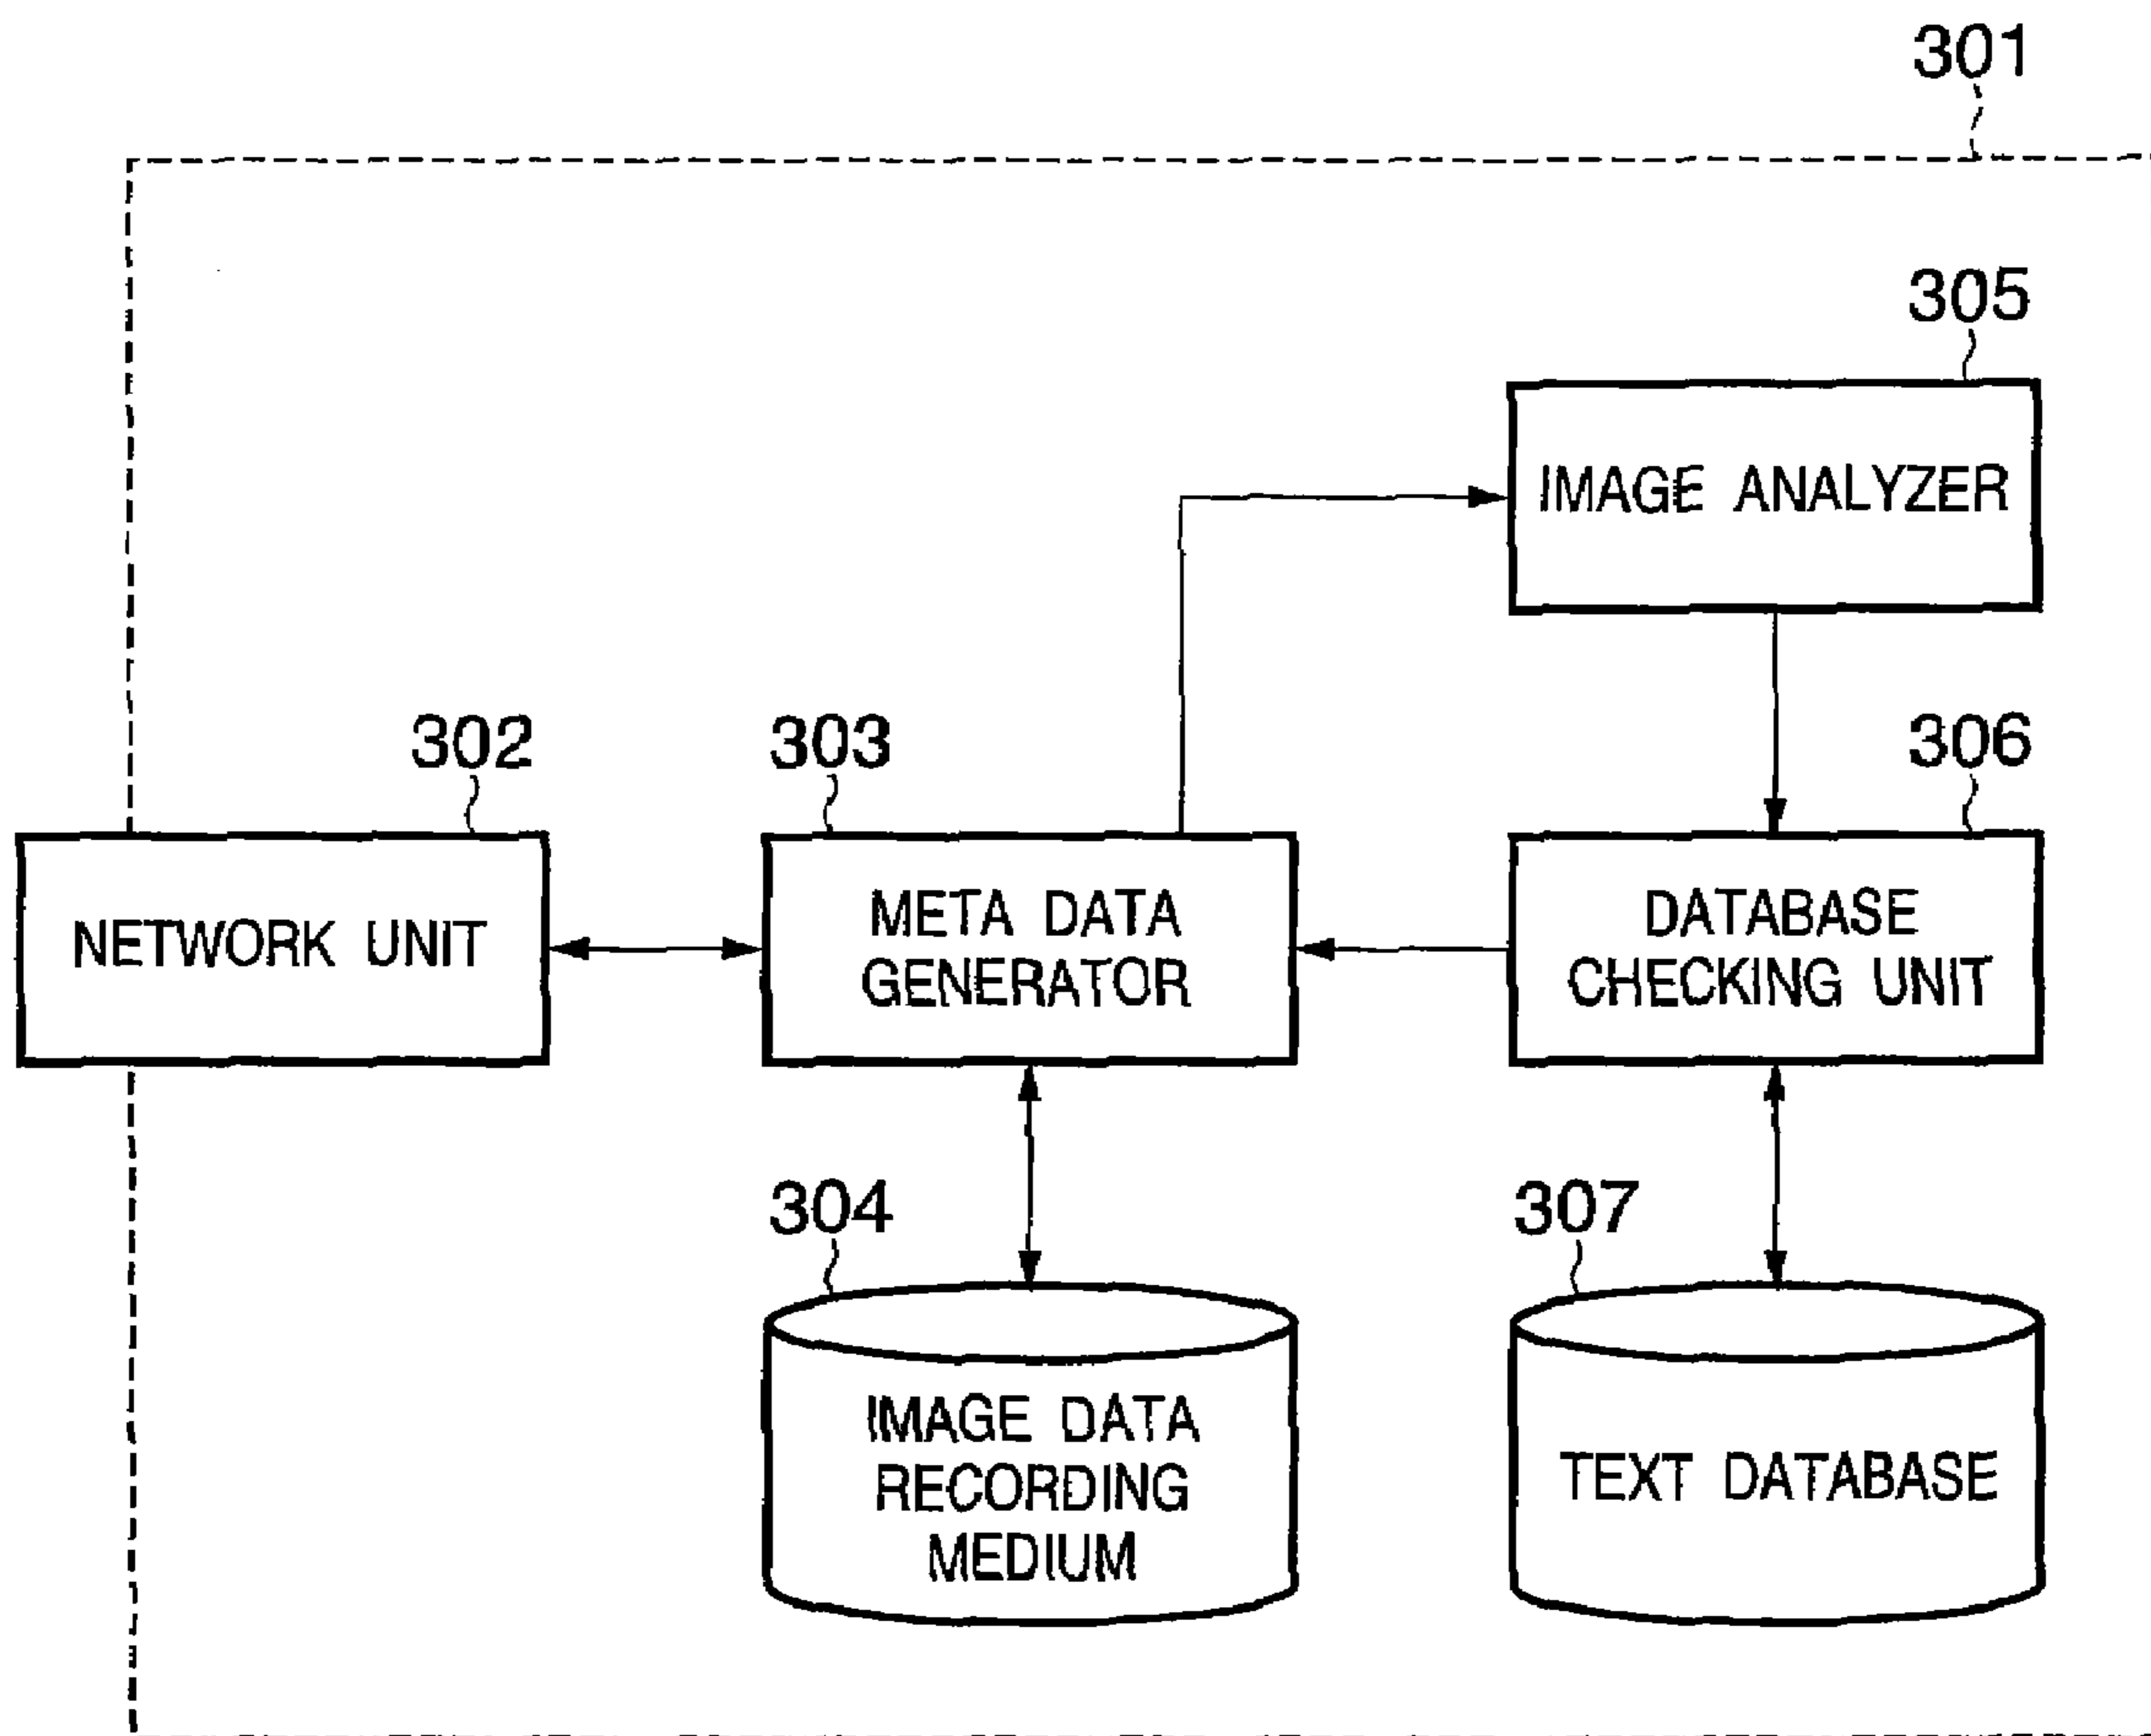 301
305
IMAGE ANALYZER
302
303
306
NETWORK UNIT
META DATA
GENERATOR
DATABASE
CHECKING UNIT
304
307
IMAGE DATA
RECORDING
MEDIUM
TEXT DATABASE